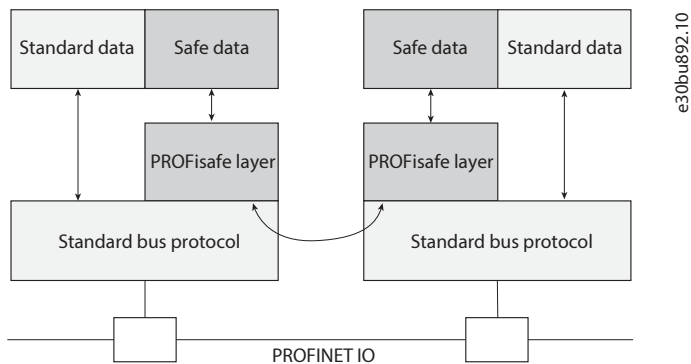 Standard data
Safe data
Safe data
Standard data
PROFisafe layer
PROFisafe layer
Standard bus protocol
Standard bus protocol
PROFINET IO
e30bu892.10